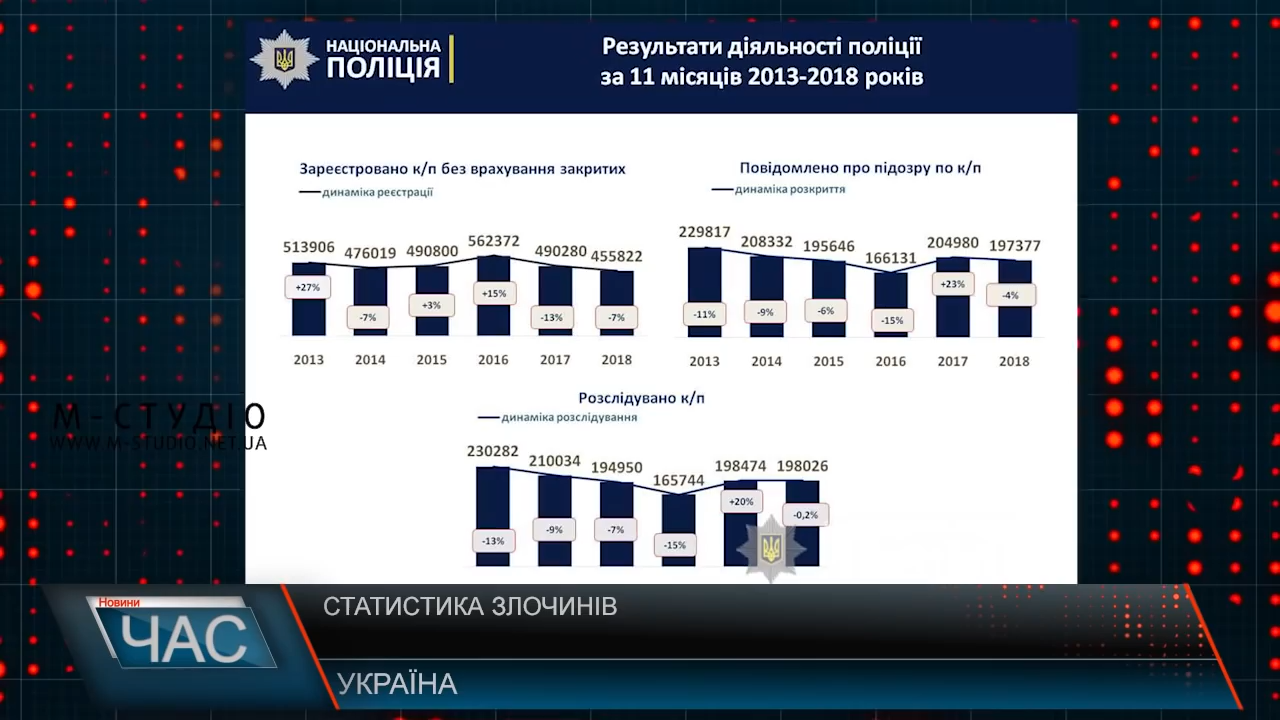 НАЦІОНАЛЬНА
ПОЛІЦІЯ
Результати діяльності поліції
за 11 місяців 2013-2018 років
Зареєстровано к/п без врахування закритих
динаміка реєстрації
513906 476019 490800 562372 490280 455822
+27% -7% +3% +15% -13% -7%
2013 2014 2015 2016 2017 2018
Повідомлено про підозру по к/п
динаміка розкриття
229817 208332 195646 166131 204980 197377
-11% -9% -6% -15% +23% -4%
2013 2014 2015 2016 2017 2018
Розслідувано к/п
динаміка розслідування
230282 210034 194950 165744 198474 198026
-13% -9% -7% -15% +20% -0,2%
М-СТУДІО
WWW.M-STUDIO.NET.UA
Новини
ЧАС
СТАТИСТИКА ЗЛОЧИНІВ
УКРАЇНА